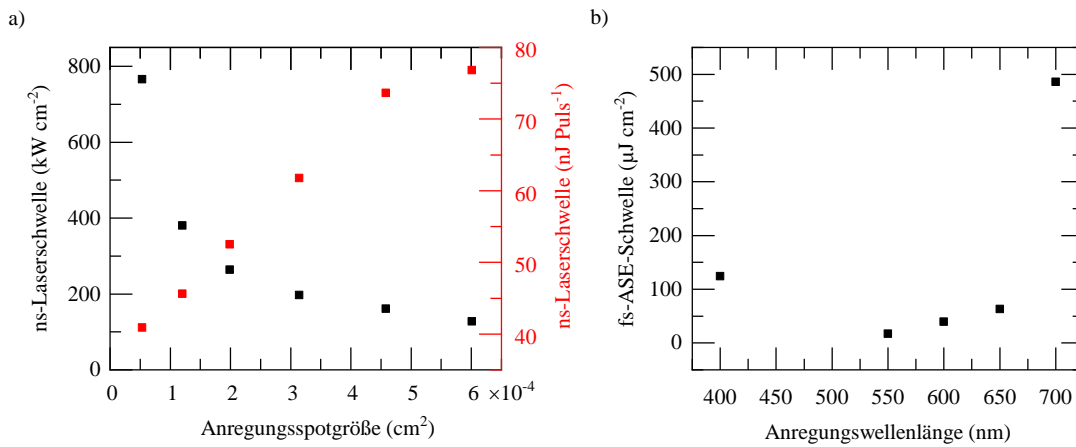 a)
ns-Laserschwelle (kW cm⁻²)
800
600
400
200
0
0 1 2 3 4 5 6 ×10⁻⁴
Anregungsspotgröße (cm²)
80
70
60
50
40
ns-Laserschwelle (nJ Puls⁻¹)
b)
fs-ASE-Schwelle (µJ cm⁻²)
500
400
300
200
100
0
400 450 500 550 600 650 700
Anregungswellenlänge (nm)